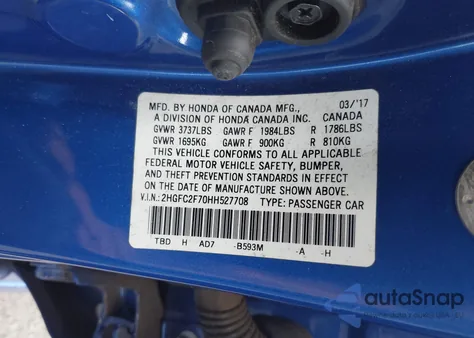 MFD. BY HONDA OF CANADA MFG., 03/'17
A DIVISION OF HONDA CANADA INC. CANADA
GVWR 3737LBS GAWR F 1984LBS R 1786LBS
GVWR 1695KG GAWR F 900KG R 810KG
THIS VEHICLE CONFORMS TO ALL APPLICABLE
FEDERAL MOTOR VEHICLE SAFETY, BUMPER,
AND THEFT PREVENTION STANDARDS IN EFFECT
ON THE DATE OF MANUFACTURE SHOWN ABOVE.
V.I.N.: 2HGFC2F70HH527708 TYPE: PASSENGER CAR
TBD H AD7 -B593M -A -H
autoSnap